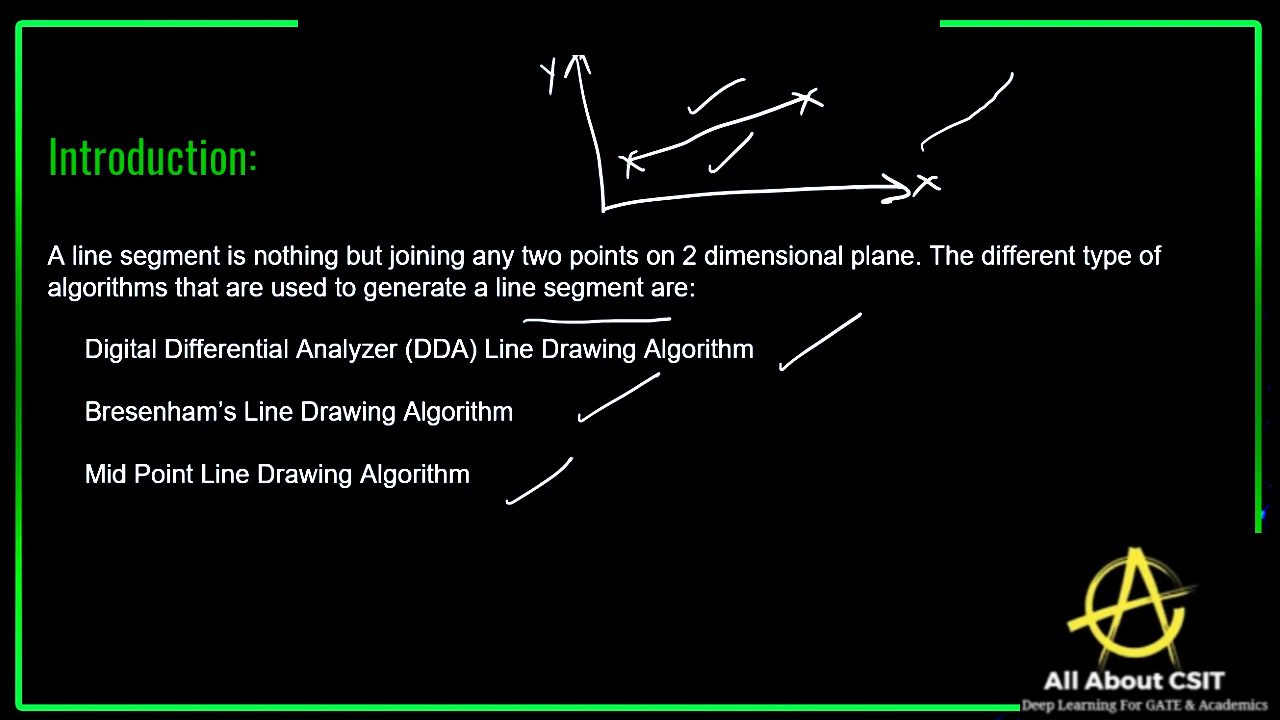 Y
X
Introduction:
A line segment is nothing but joining any two points on 2 dimensional plane. The different type of
algorithms that are used to generate a line segment are:
Digital Differential Analyzer (DDA) Line Drawing Algorithm
Bresenham’s Line Drawing Algorithm
Mid Point Line Drawing Algorithm
All About CSIT
Deep Learning For GATE & Academics